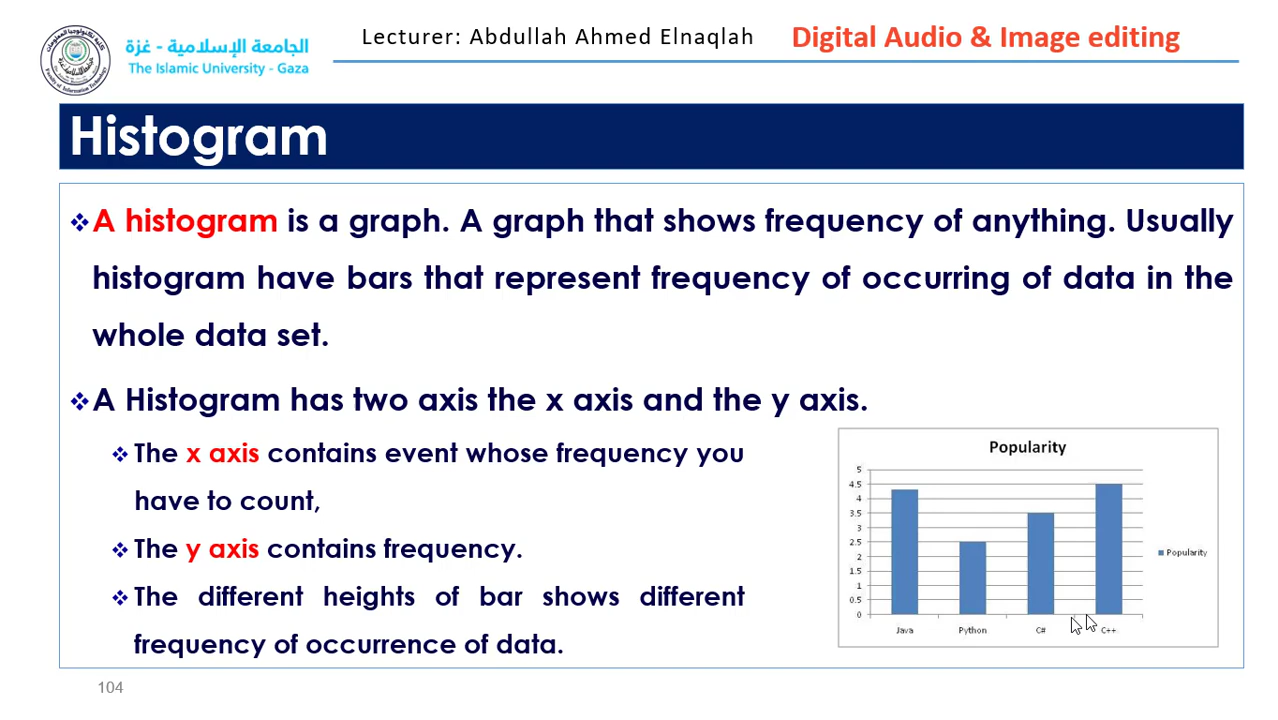 الجامعة الإسلامية - غزة
The Islamic University - Gaza
Lecturer: Abdullah Ahmed Elnaqlah
Digital Audio & Image editing
Histogram
A histogram is a graph. A graph that shows frequency of anything. Usually
histogram have bars that represent frequency of occurring of data in the
whole data set.
A Histogram has two axis the x axis and the y axis.
The x axis contains event whose frequency you
have to count,
The y axis contains frequency.
The different heights of bar shows different
frequency of occurrence of data.
Popularity
5
4.5
4
3.5
3
2.5
2
1.5
1
0.5
0
Java Python C# C++
Popularity
104